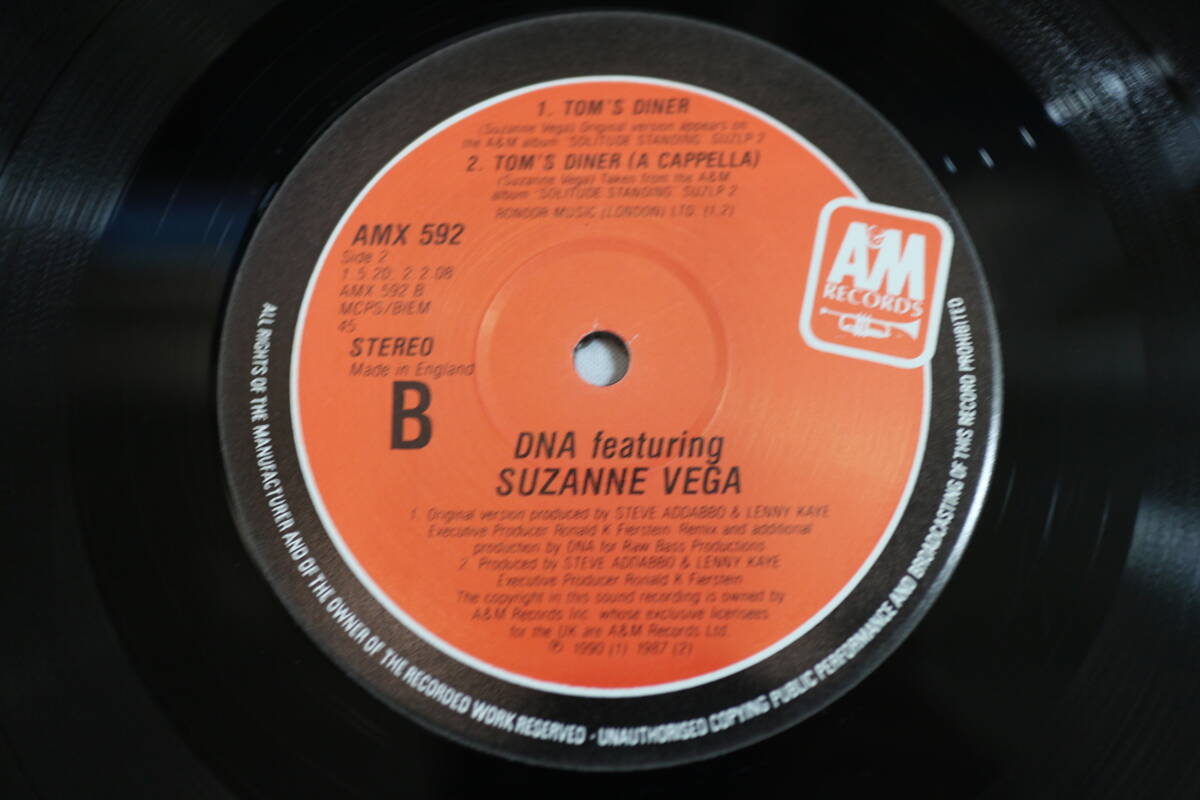 1. TOM'S DINER
(Suzanne Vega) Original version appears on
the A&M album 'SOLITUDE STANDING' SUZLP 2
2. TOM'S DINER (A CAPPELLA)
(Suzanne Vega) Taken from the A&M
album 'SOLITUDE STANDING' SUZLP 2
RONDOR MUSIC (LONDON) LTD. (1,2)
AMX 592
Side 2
1. 5.20 2. 2.08
AMX 592 B
MCPS/BIEM
45
STEREO
Made in England
B
A&M
RECORDS
DNA featuring
SUZANNE VEGA
1. Original version produced by STEVE ADDABBO & LENNY KAYE
Executive Producer Ronald K Fierstein. Remix and additional
production by DNA for Raw Bass Productions
2. Produced by STEVE ADDABBO & LENNY KAYE
Executive Producer Ronald K Fierstein
The copyright in this sound recording is owned by
A&M Records Inc. whose exclusive licensees
for the UK are A&M Records Ltd.
℗ 1990 (1) 1987 (2)
ALL RIGHTS OF THE MANUFACTURER AND OF THE OWNER OF THE RECORDED WORK RESERVED - UNAUTHORISED COPYING PUBLIC PERFORMANCE AND BROADCASTING OF THIS RECORD PROHIBITED